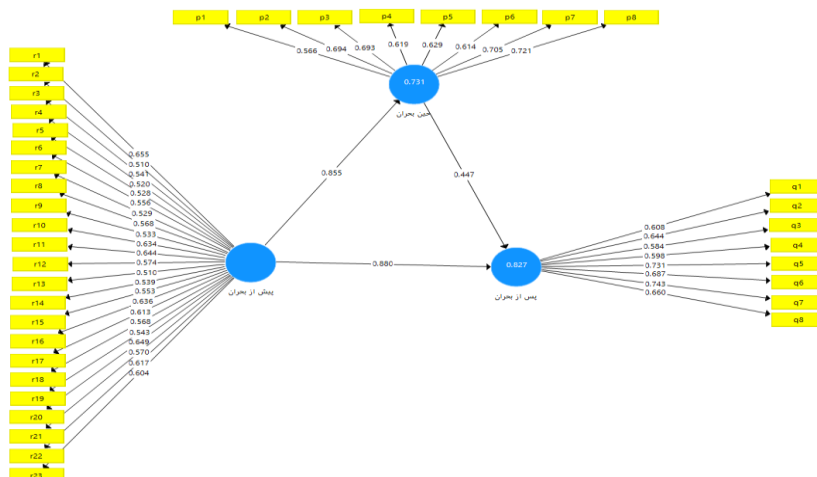 p1 p2 p3 p4 p5 p6 p7 p8
0.566 0.694 0.693 0.619 0.629 0.614 0.705 0.721
0.731
حین بحران
r1
r2
r3
r4
r5
r6
r7
r8
r9
r10
r11
r12
r13
r14
r15
r16
r17
r18
r19
r20
r21
r22
r23
0.655
0.510
0.541
0.520
0.528
0.556
0.529
0.568
0.533
0.634
0.644
0.574
0.510
0.539
0.553
0.636
0.613
0.568
0.543
0.649
0.570
0.617
0.604
پیش از بحران
0.855
0.447
0.880
0.827
پس از بحران
0.608
0.644
0.584
0.598
0.731
0.687
0.743
0.660
q1
q2
q3
q4
q5
q6
q7
q8